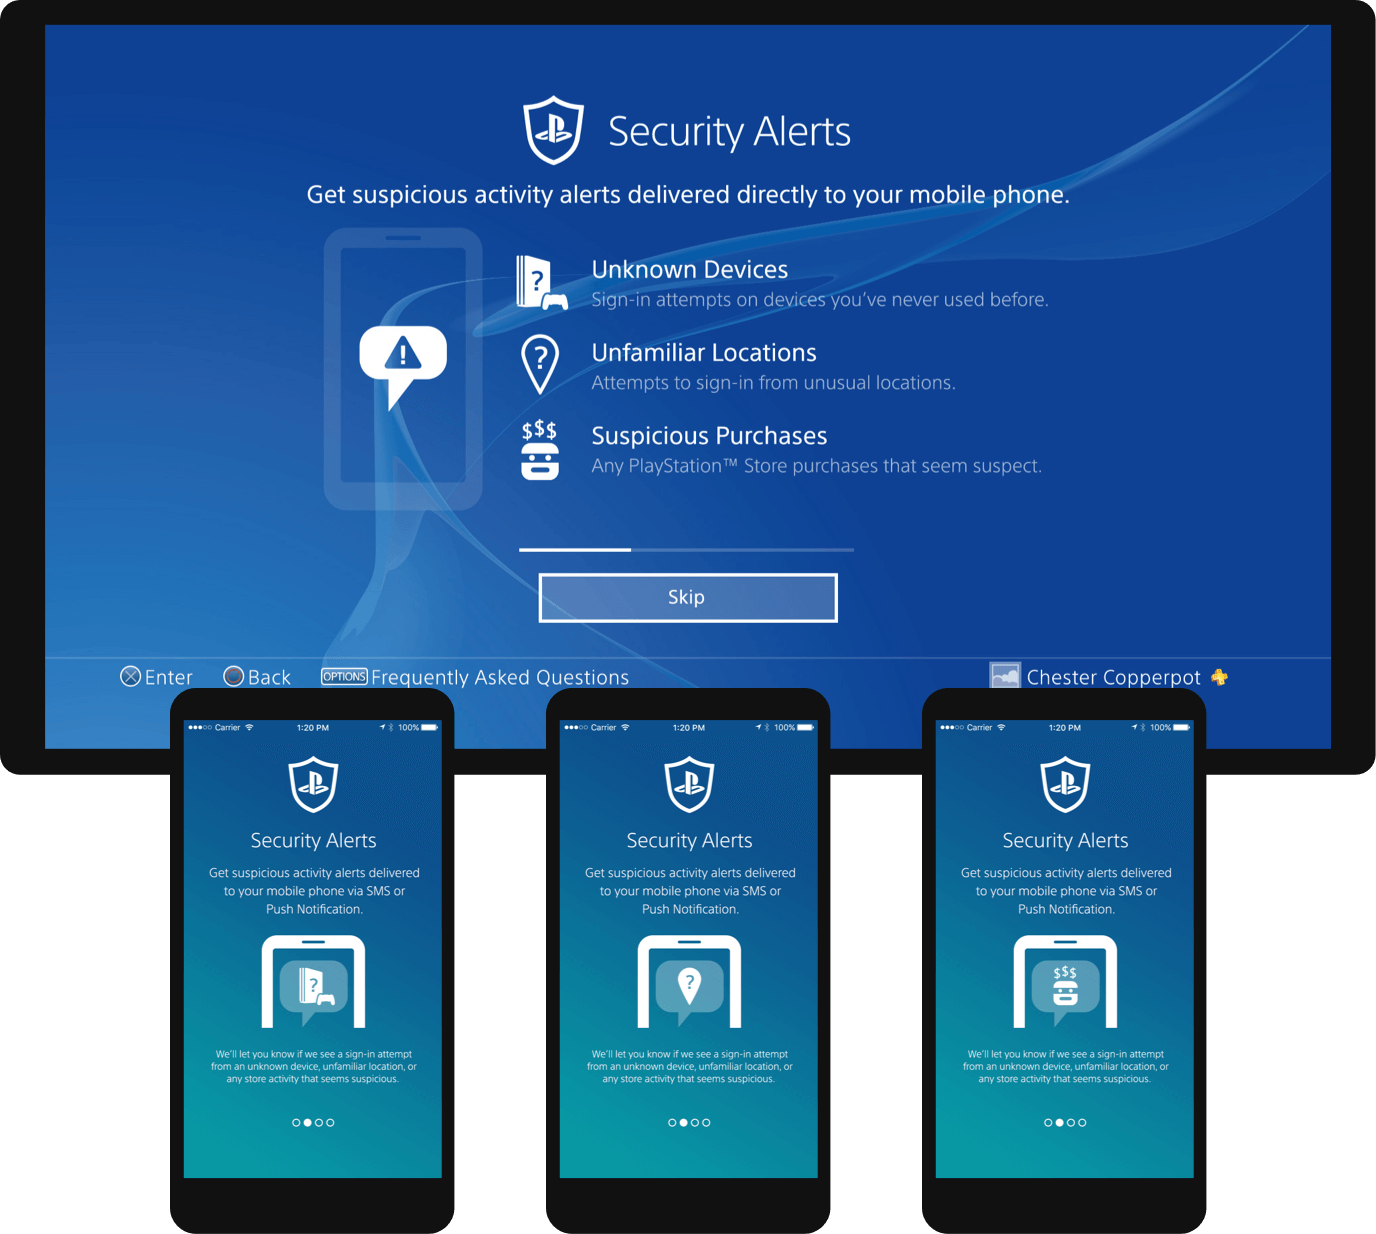 Security Alerts
Get suspicious activity alerts delivered directly to your mobile phone.
?
Unknown Devices
Sign-in attempts on devices you’ve never used before.
!
?
Unfamiliar Locations
Attempts to sign-in from unusual locations.
$$$
Suspicious Purchases
Any PlayStation™ Store purchases that seem suspect.
Skip
Enter
Back
OPTIONS Frequently Asked Questions
Chester Copperpot
Carrier 1:20 PM 100%
Security Alerts
Get suspicious activity alerts delivered
to your mobile phone via SMS or
Push Notification.
?
We’ll let you know if we see a sign-in attempt
from an unknown device, unfamiliar location, or
any store activity that seems suspicious.
Carrier 1:20 PM 100%
Security Alerts
Get suspicious activity alerts delivered
to your mobile phone via SMS or
Push Notification.
?
We’ll let you know if we see a sign-in attempt
from an unknown device, unfamiliar location, or
any store activity that seems suspicious.
Carrier 1:20 PM 100%
Security Alerts
Get suspicious activity alerts delivered
to your mobile phone via SMS or
Push Notification.
$$$
We’ll let you know if we see a sign-in attempt
from an unknown device, unfamiliar location, or
any store activity that seems suspicious.